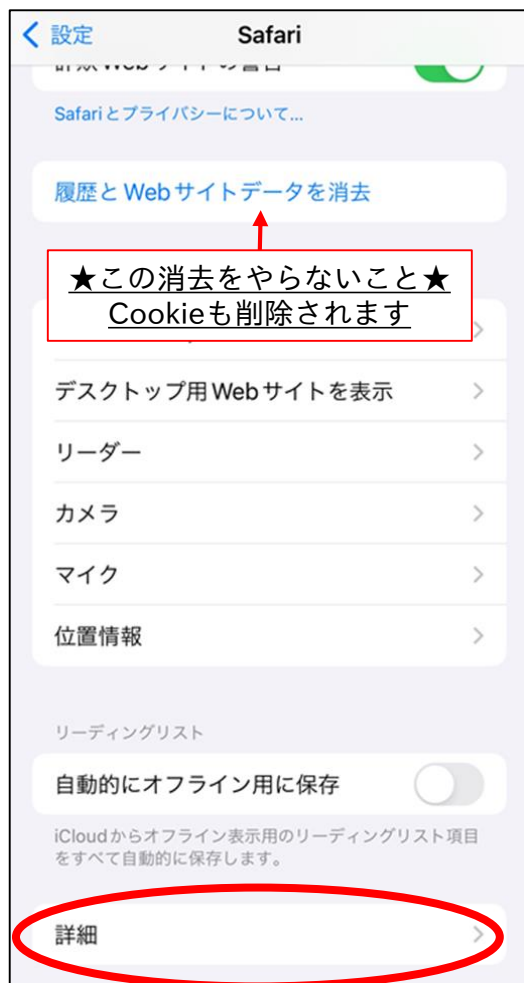 設定
Safari
Safariとプライバシーについて...
履歴とWebサイトデータを消去
★この消去をやらないこと★
Cookieも削除されます
デスクトップ用Webサイトを表示
リーダー
カメラ
マイク
位置情報
リーディングリスト
自動的にオフライン用に保存
iCloudからオフライン表示用のリーディングリスト項目
をすべて自動的に保存します。
詳細